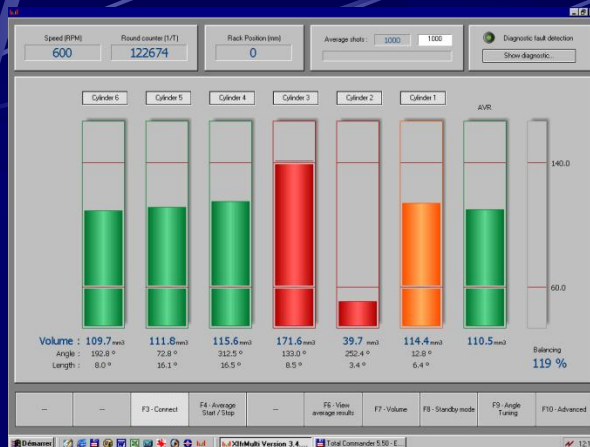 Speed (RPM) Round counter (1/T) Rack Position (mm) Average shots : 1000 1000 Diagnostic fault detection
600 122674 0 Show diagnostic...
Cylinder 6 Cylinder 5 Cylinder 4 Cylinder 3 Cylinder 2 Cylinder 1 AVR.
140.0
60.0
Volume : 109.7 mm3 111.8 mm3 115.6 mm3 171.6 mm3 39.7 mm3 114.4 mm3 110.5 mm3
Angle : 192.8 ° 72.8 ° 312.5 ° 133.0 ° 252.4 ° 12.8 ° Balancing
Length : 8.0 ° 16.1 ° 16.5 ° 8.5 ° 3.4 ° 6.4 ° 119 %
-- -- F3 - Connect F4 - Average Start / Stop -- F6 - View average results F7 - Volume F8 - Standby mode F9 - Angle Tuning F10 - Advanced
Démarrer Multi Version 3.4.... Total Commander 5.50 - E...